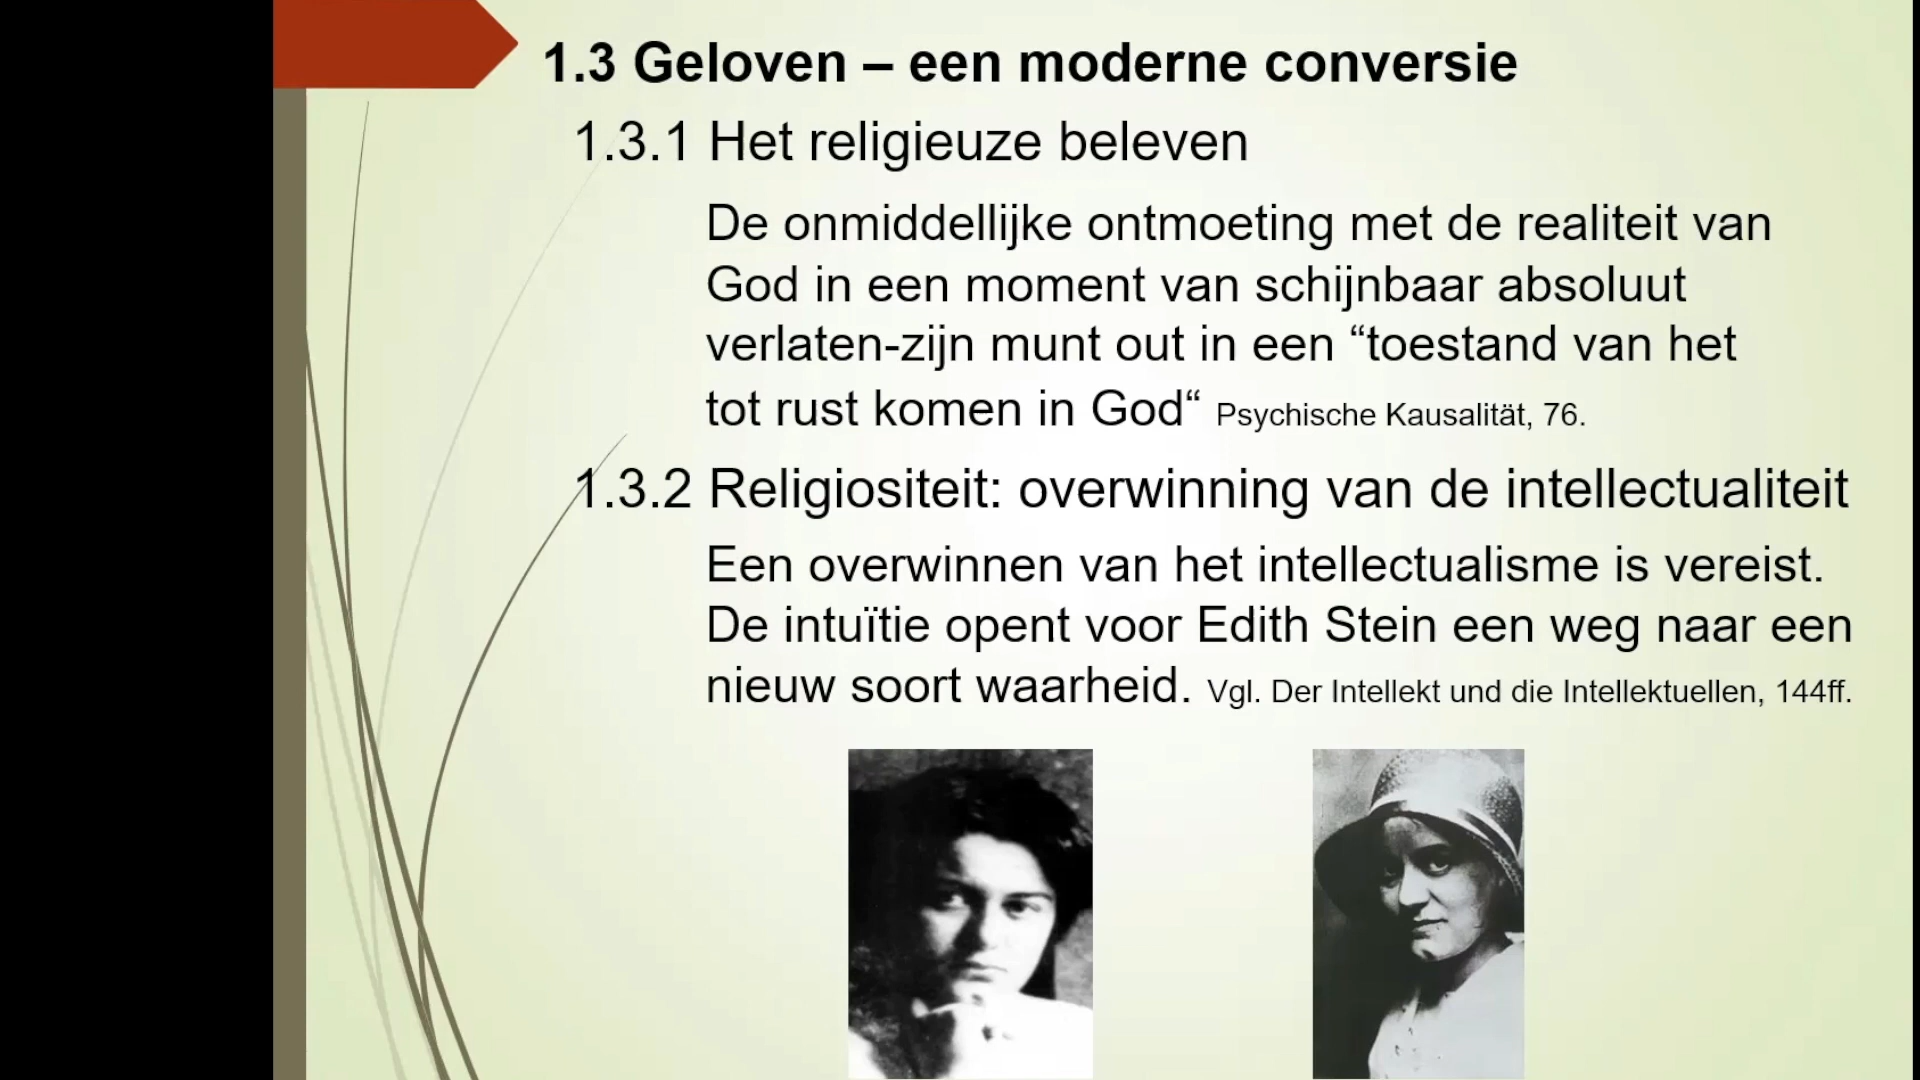 1.3 Geloven – een moderne conversie
1.3.1 Het religieuze beleven
De onmiddellijke ontmoeting met de realiteit van
God in een moment van schijnbaar absoluut
verlaten-zijn munt out in een “toestand van het
tot rust komen in God“ Psychische Kausalität, 76.
1.3.2 Religiositeit: overwinning van de intellectualiteit
Een overwinnen van het intellectualisme is vereist.
De intuïtie opent voor Edith Stein een weg naar een
nieuw soort waarheid. Vgl. Der Intellekt und die Intellektuellen, 144ff.